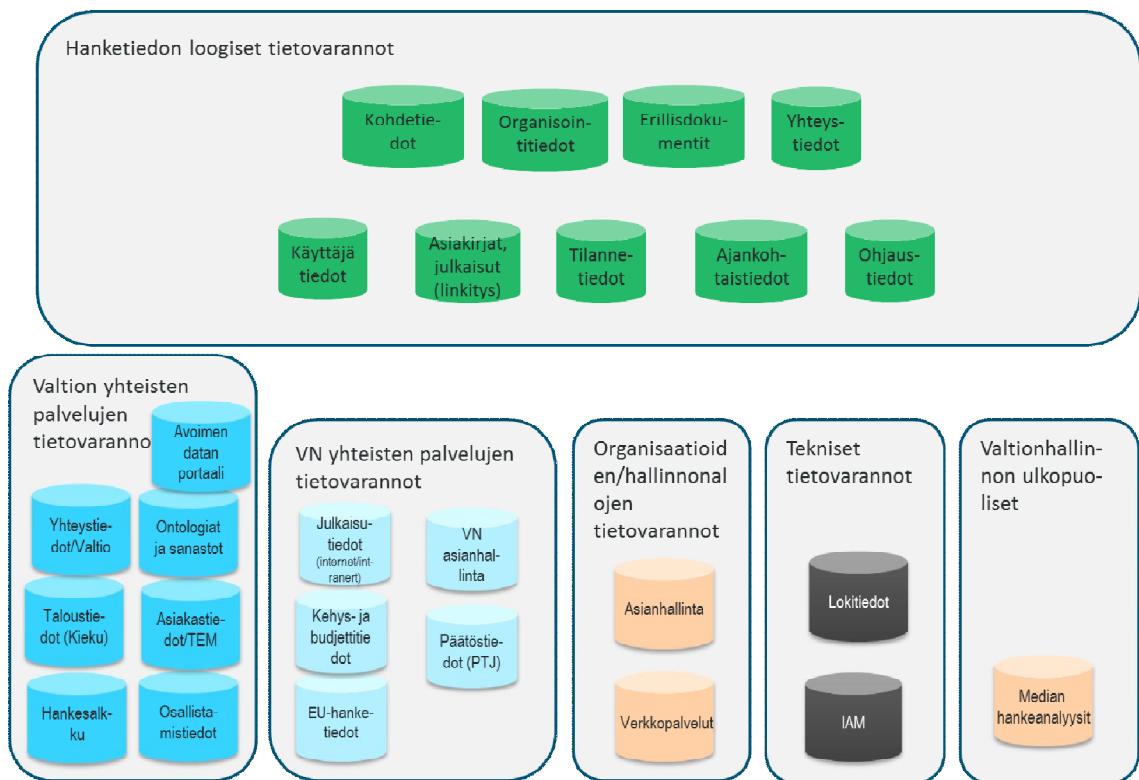 Hanketiedon loogiset tietovarannot
Kohdetie-
dot
Organisoin-
titiedot
Erillisdoku-
mentit
Yhteys-
tiedot
Käyttäjä
tiedot
Asiakirjat,
julkaisut
(linkitys)
Tilanne-
tiedot
Ajankoh-
taistiedot
Ohjaus-
tiedot
Valtion yhteisten
palvelujen
tietovaranno
Avoimen
datan
portaali
Yhteystie-
dot/Valtio
Ontologiat
ja sanastot
Taloustie-
dot (Kieku)
Asiakastie-
dot/TEM
Hankesalk-
ku
Osallista-
mistiedot
VN yhteisten palvelujen
tietovarannot
Julkaisu-
tiedot
(internet/int-
ranert)
VN
asianhal-
linta
Kehys- ja
budjettitie
dot
Päätöstie-
dot (PTJ)
EU-hanke-
tiedot
Organisaatioid
en/hallinnonal
ojen
tietovarannot
Asianhallinta
Verkkopalvelut
Tekniset
tietovarannot
Lokitiedot
IAM
Valtionhallin-
non ulkopuo-
liset
Median
hankeanalyysit